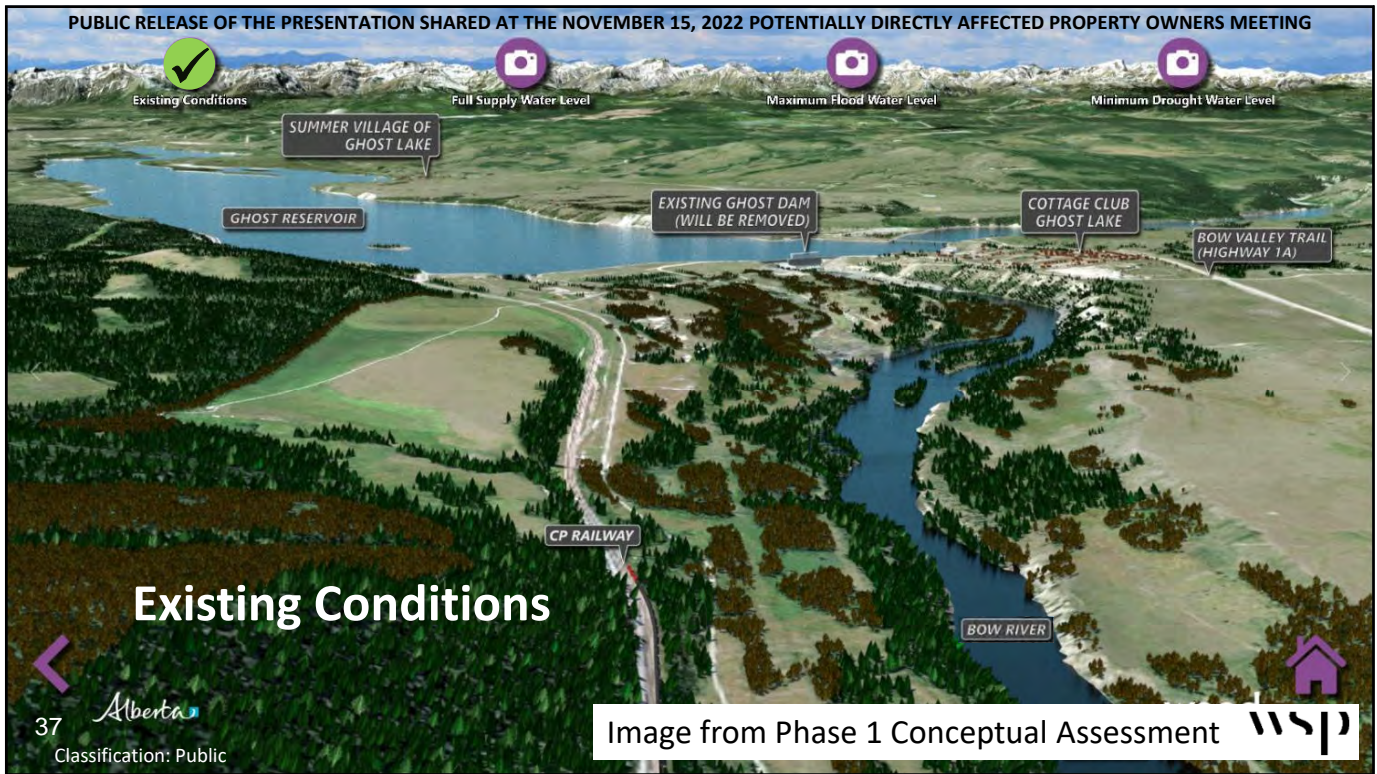 PUBLIC RELEASE OF THE PRESENTATION SHARED AT THE NOVEMBER 15, 2022 POTENTIALLY DIRECTLY AFFECTED PROPERTY OWNERS MEETING
Existing Conditions
Full Supply Water Level
Maximum Flood Water Level
Minimum Drought Water Level
SUMMER VILLAGE OF
GHOST LAKE
GHOST RESERVOIR
EXISTING GHOST DAM
(WILL BE REMOVED)
COTTAGE CLUB
GHOST LAKE
BOW VALLEY TRAIL
(HIGHWAY 1A)
CP RAILWAY
Existing Conditions
BOW RIVER
Alberta
37
Classification: Public
Image from Phase 1 Conceptual Assessment
wsp